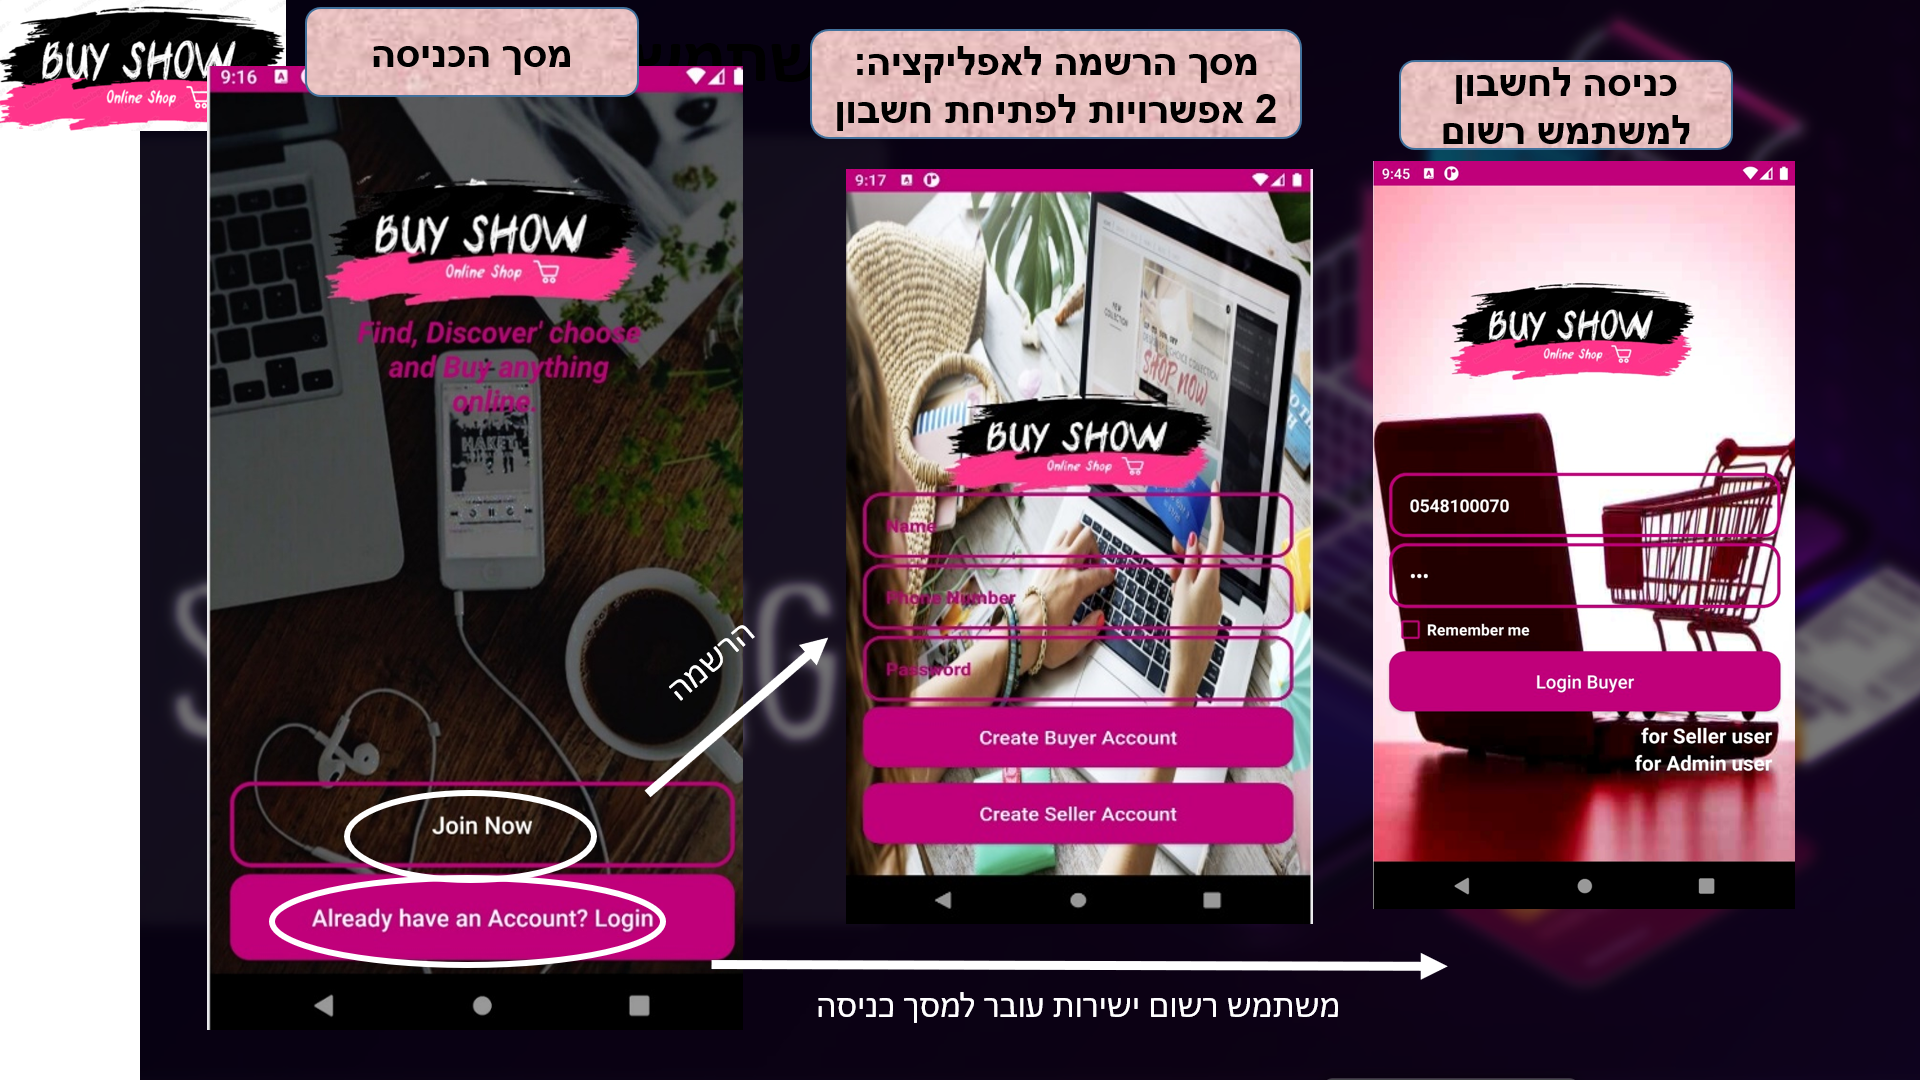 BUY SHOW
Online Shop
מסך הכניסה
מסך הרשמה לאפליקציה:
2 אפשרויות לפתיחת חשבון
כניסה לחשבון
למשתמש רשום
9:16
BUY SHOW
Online Shop
Find, Discover' choose
and Buy anything
online.
Join Now
Already have an Account? Login
הרשמה
9:17
SHOP NOW
BUY SHOW
Online Shop
Name
Phone Number
Password
Create Buyer Account
Create Seller Account
9:45
BUY SHOW
Online Shop
0548100070
•••
Remember me
Login Buyer
for Seller user
for Admin user
משתמש רשום ישירות עובר למסך כניסה